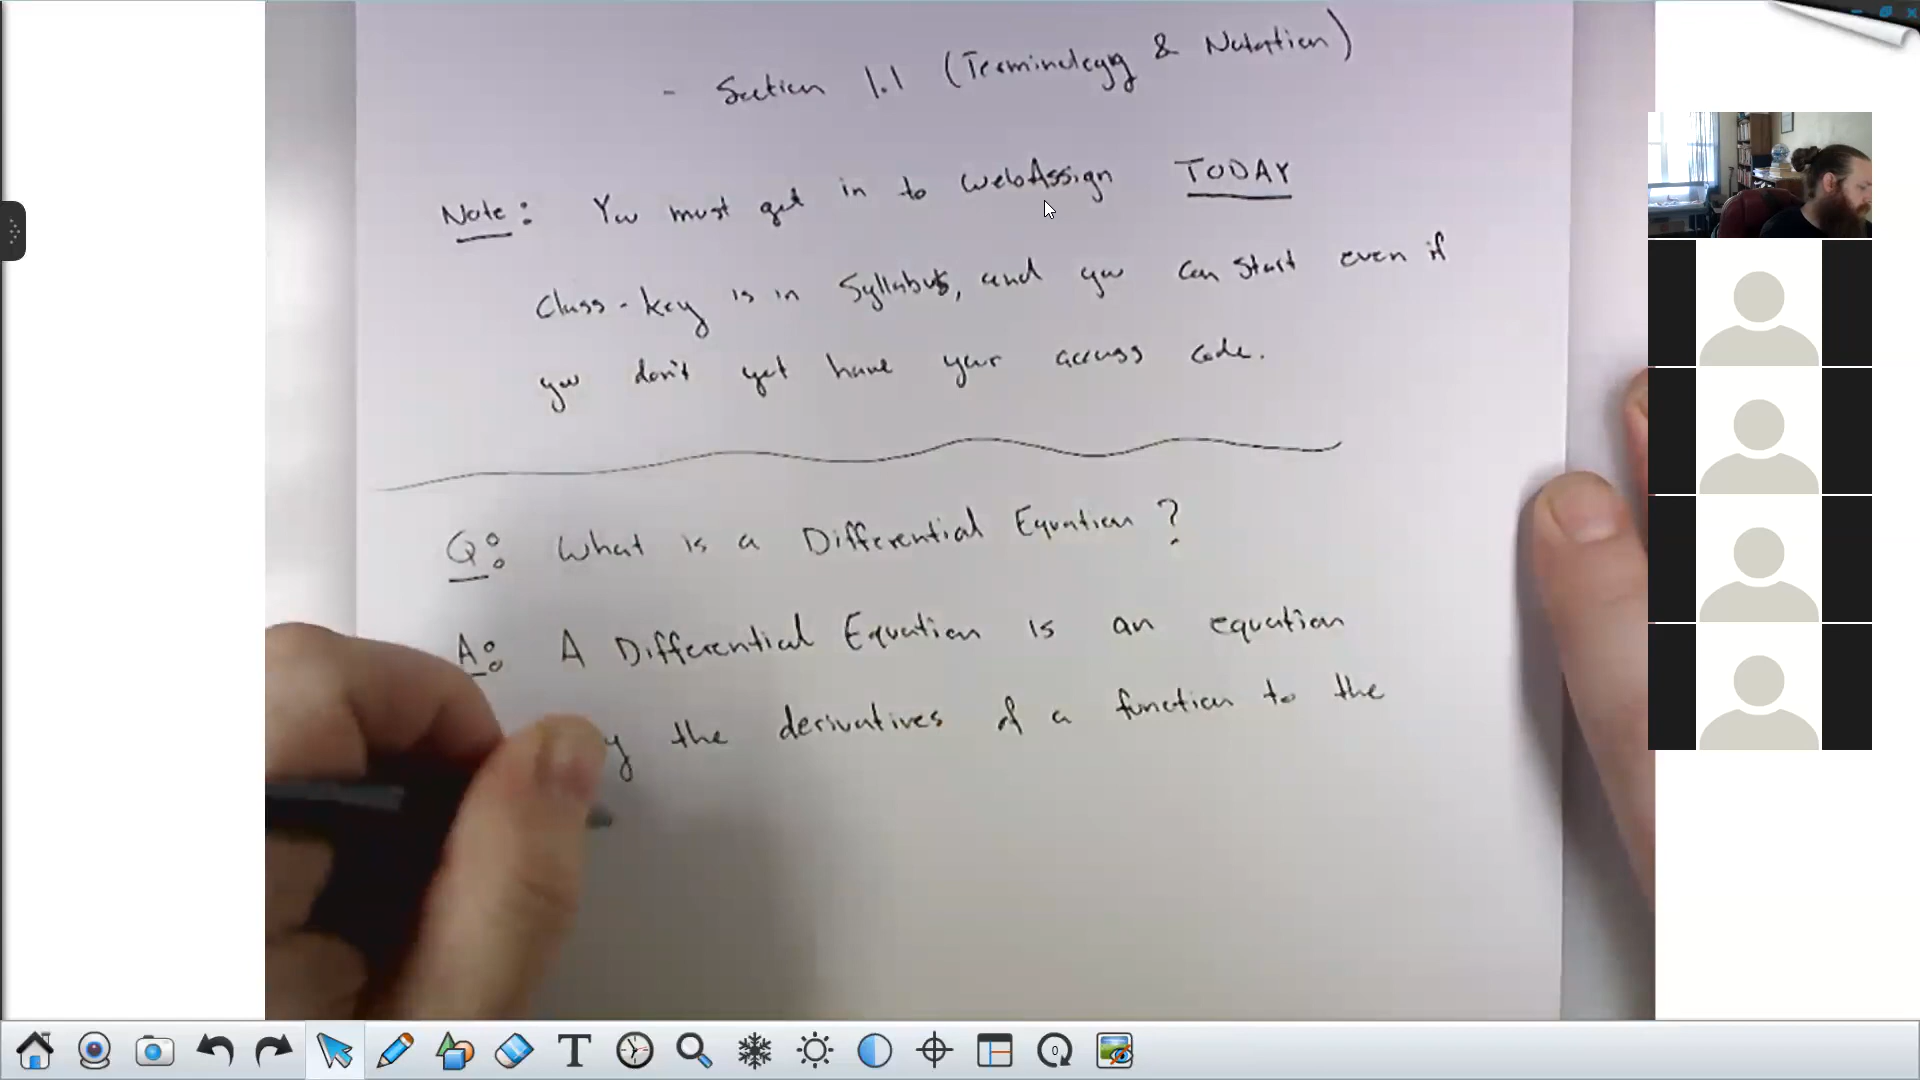 - Section 1.1 (Terminology & Notation)
Note: You must get in to WebAssign TODAY
Class-key is in Syllabus, and you can start even if
you don't yet have your access code.
Q: What is a Differential Equation?
A: A Differential Equation is an equation
the derivatives of a function to the
T
0